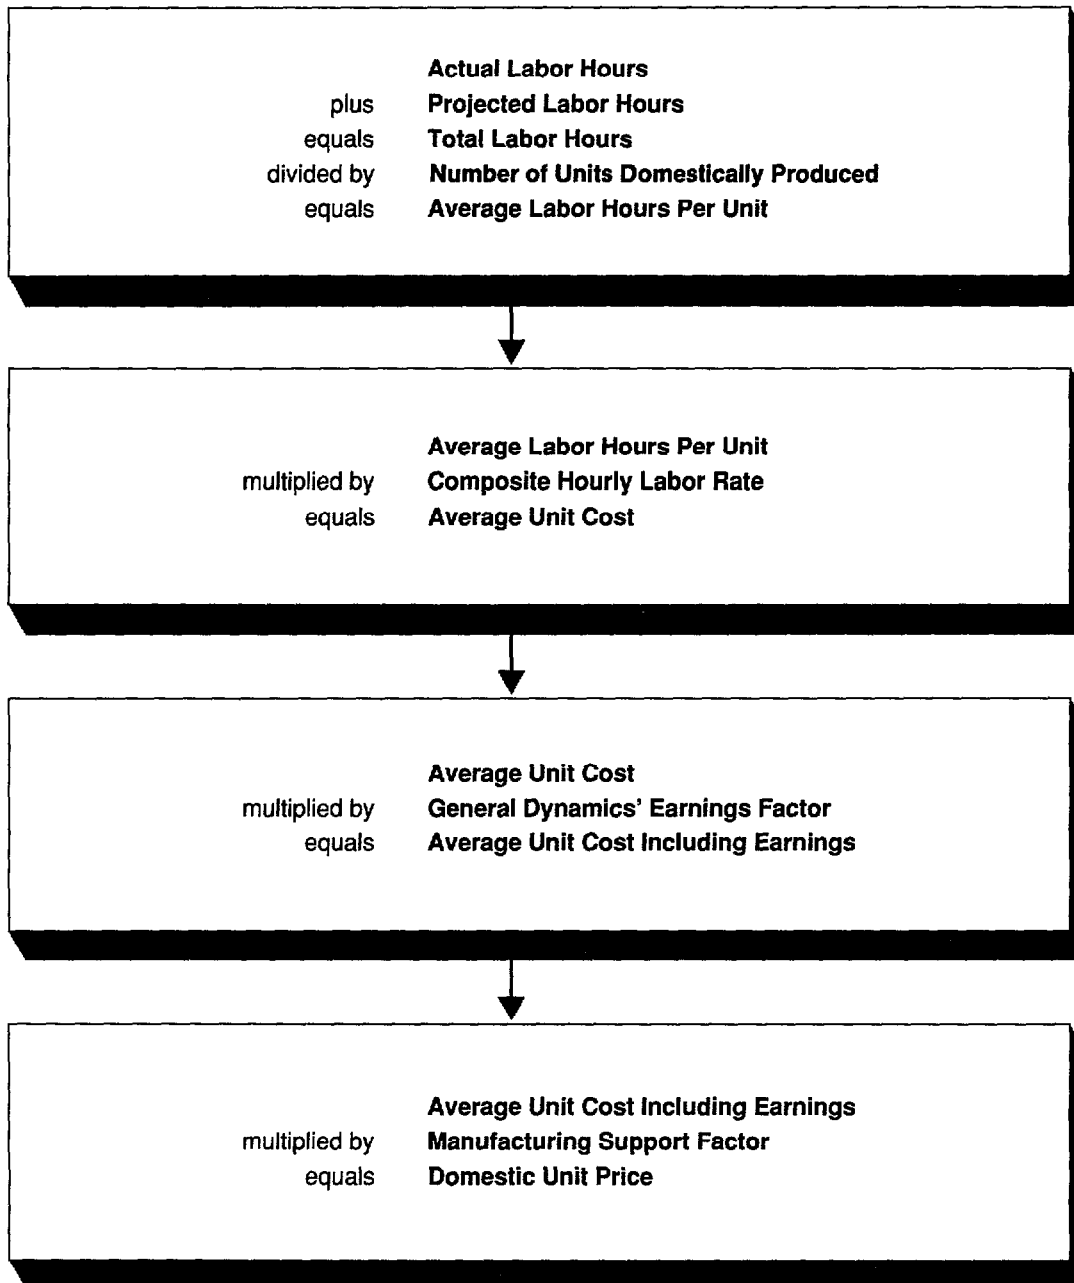 Actual Labor Hours
plus Projected Labor Hours
equals Total Labor Hours
divided by Number of Units Domestically Produced
equals Average Labor Hours Per Unit
Average Labor Hours Per Unit
multiplied by Composite Hourly Labor Rate
equals Average Unit Cost
Average Unit Cost
multiplied by General Dynamics' Earnings Factor
equals Average Unit Cost Including Earnings
Average Unit Cost Including Earnings
multiplied by Manufacturing Support Factor
equals Domestic Unit Price